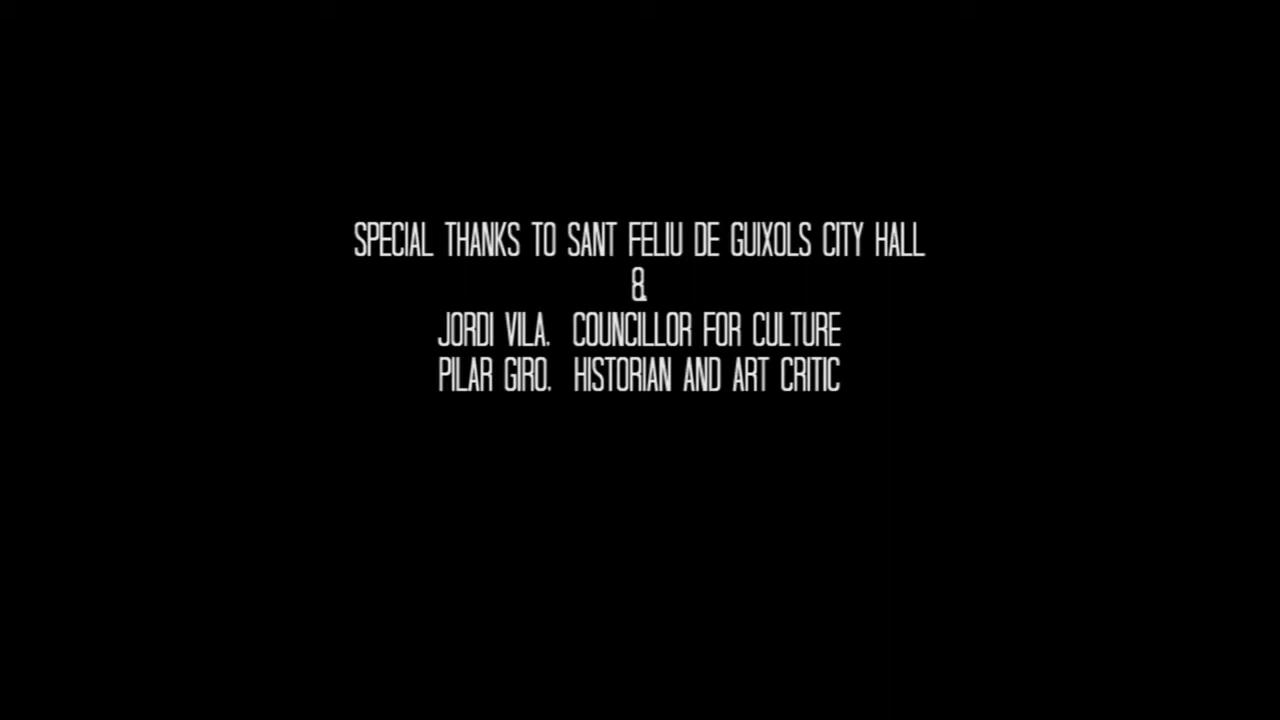 SPECIAL THANKS TO SANT FELIU DE GUIXOLS CITY HALL
&
JORDI VILA. COUNCILLOR FOR CULTURE
PILAR GIRO. HISTORIAN AND ART CRITIC